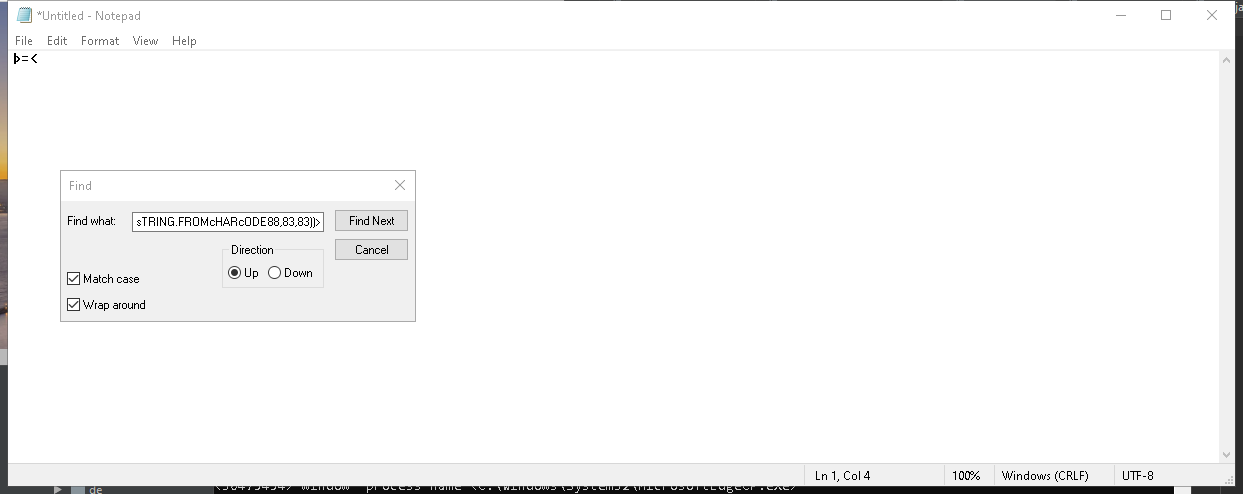 *Untitled - Notepad
File Edit Format View Help
þ=<
Find
Find what: sTRING.FROMcHARcODE88,83,83))> Find Next
Direction Cancel
Up Down
Match case
Wrap around
Ln 1, Col 4 100% Windows (CRLF) UTF-8
de